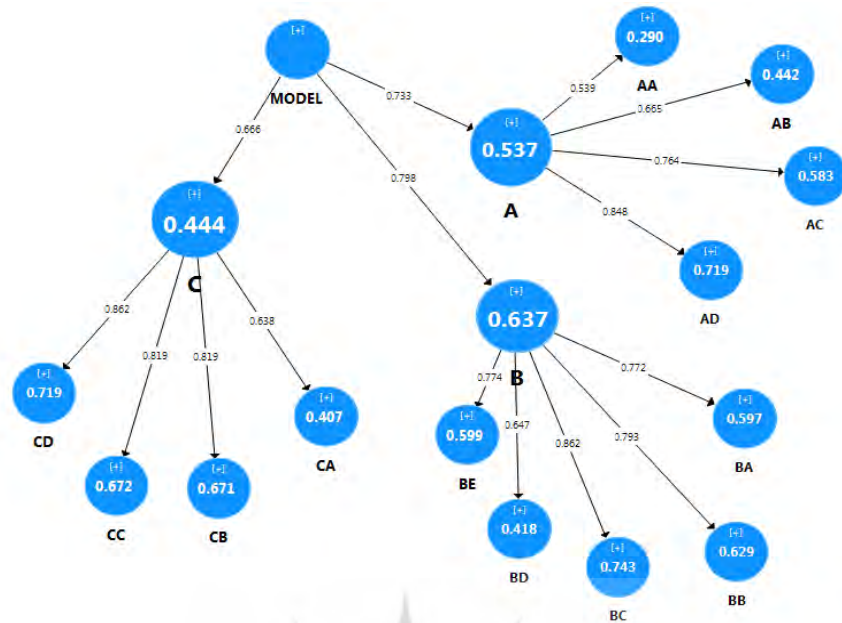 [+]
MODEL
0.733
0.666
0.798
[+]
0.537
A
0.539
0.665
0.764
0.848
[+]
0.290
AA
[+]
0.442
AB
[+]
0.583
AC
[+]
0.719
AD
[+]
0.444
C
0.862
0.819
0.819
0.638
[+]
0.719
CD
[+]
0.672
CC
[+]
0.671
CB
[+]
0.407
CA
[+]
0.637
B
0.774
0.647
0.862
0.793
0.772
[+]
0.599
BE
[+]
0.418
BD
[+]
0.743
BC
[+]
0.629
BB
[+]
0.597
BA